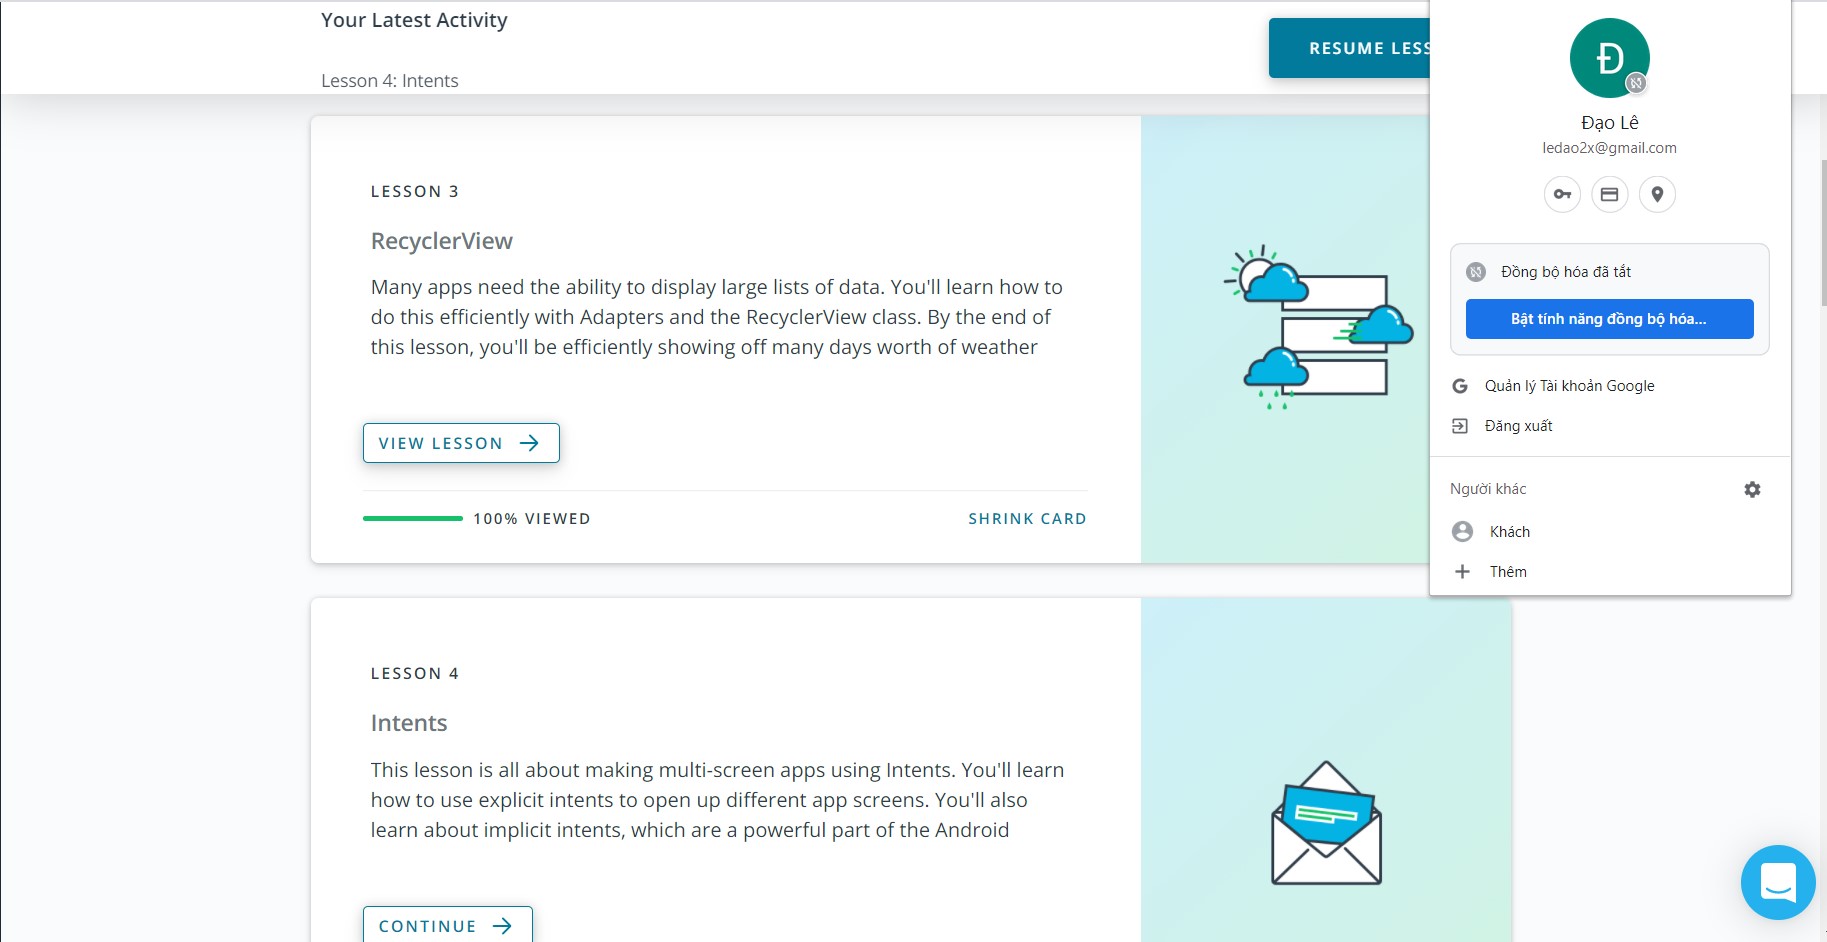 Your Latest Activity
Lesson 4: Intents
RESUME LESS
LESSON 3
RecyclerView
Many apps need the ability to display large lists of data. You'll learn how to
do this efficiently with Adapters and the RecyclerView class. By the end of
this lesson, you'll be efficiently showing off many days worth of weather
VIEW LESSON
100% VIEWED
SHRINK CARD
LESSON 4
Intents
This lesson is all about making multi-screen apps using Intents. You'll learn
how to use explicit intents to open up different app screens. You'll also
learn about implicit intents, which are a powerful part of the Android
CONTINUE
Đ
Đạo Lê
ledao2x@gmail.com
Đồng bộ hóa đã tắt
Bật tính năng đồng bộ hóa...
G
Quản lý Tài khoản Google
Đăng xuất
Người khác
Khách
Thêm